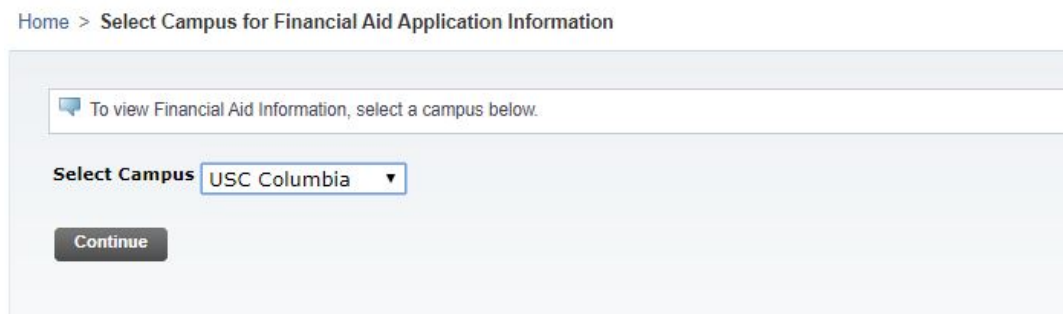 Home > Select Campus for Financial Aid Application Information
To view Financial Aid Information, select a campus below.
Select Campus USC Columbia
Continue